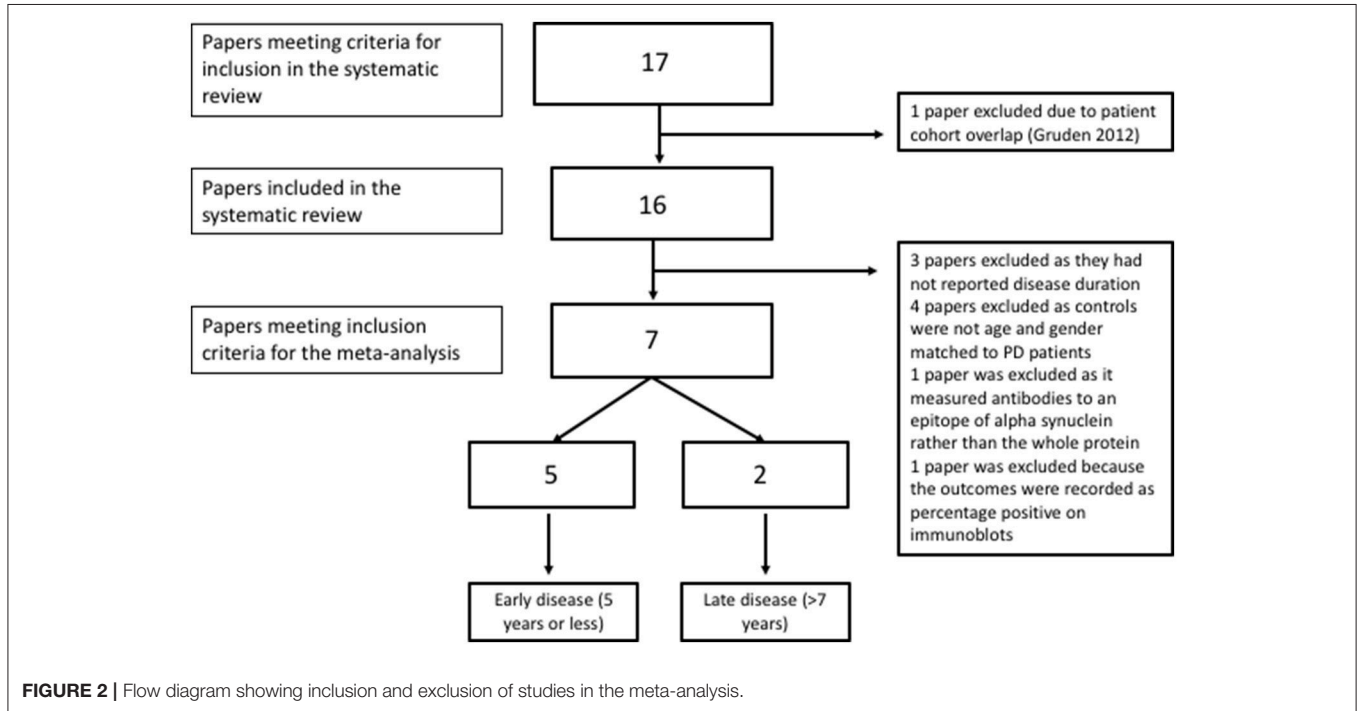 Papers meeting criteria for
inclusion in the systematic
review
17
1 paper excluded due to patient
cohort overlap (Gruden 2012)
Papers included in the
systematic review
16
3 papers excluded as they had
not reported disease duration
4 papers excluded as controls
were not age and gender
matched to PD patients
1 paper was excluded as it
measured antibodies to an
epitope of alpha synuclein
rather than the whole protein
1 paper was excluded because
the outcomes were recorded as
percentage positive on
immunoblots
Papers meeting inclusion
criteria for the meta-analysis
7
5
2
Early disease (5
years or less)
Late disease (>7
years)
FIGURE 2 | Flow diagram showing inclusion and exclusion of studies in the meta-analysis.